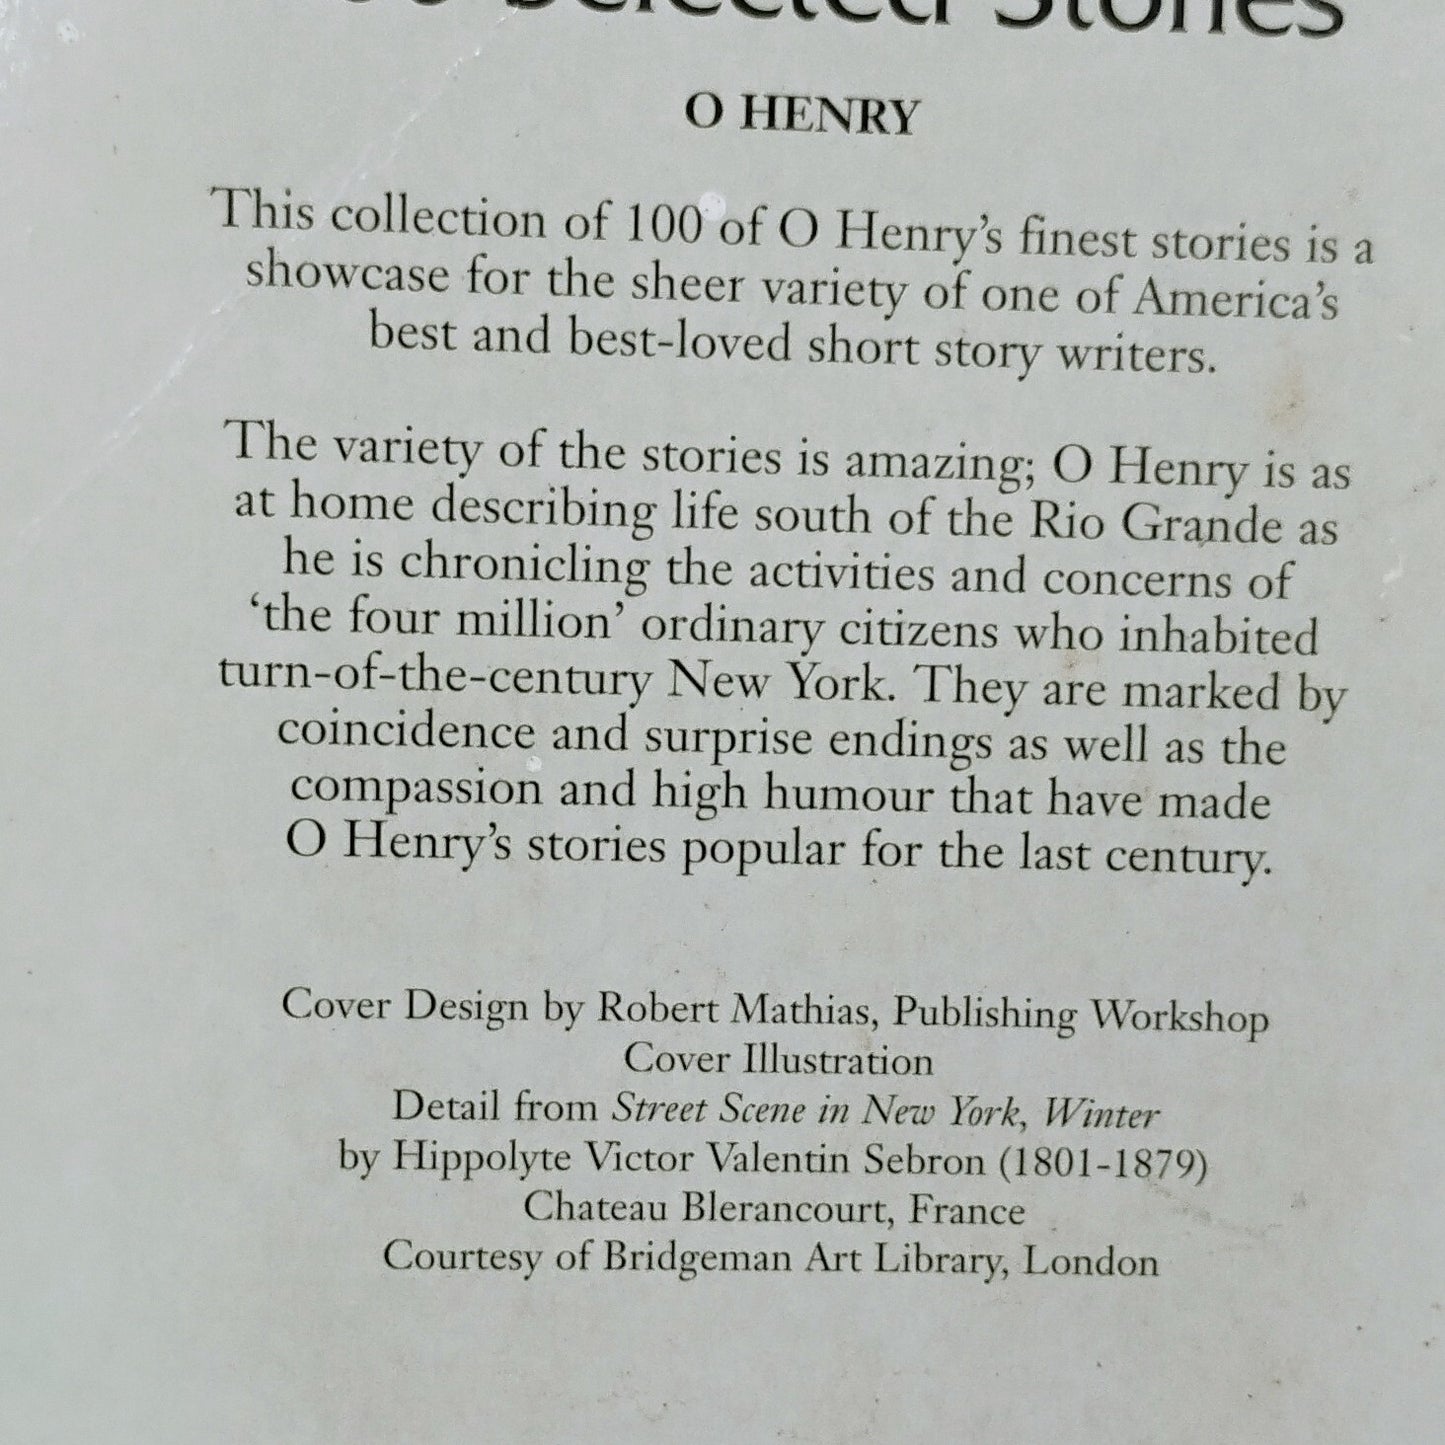 Selected Stories
O HENRY
This collection of 100 of O Henry's finest stories is a
showcase for the sheer variety of one of America's
best and best-loved short story writers.
The variety of the stories is amazing; O Henry is as
at home describing life south of the Rio Grande as
he is chronicling the activities and concerns of
‘the four million’ ordinary citizens who inhabited
turn-of-the-century New York. They are marked by
coincidence and surprise endings as well as the
compassion and high humour that have made
O Henry's stories popular for the last century.
Cover Design by Robert Mathias, Publishing Workshop
Cover Illustration
Detail from Street Scene in New York, Winter
by Hippolyte Victor Valentin Sebron (1801-1879)
Chateau Blerancourt, France
Courtesy of Bridgeman Art Library, London